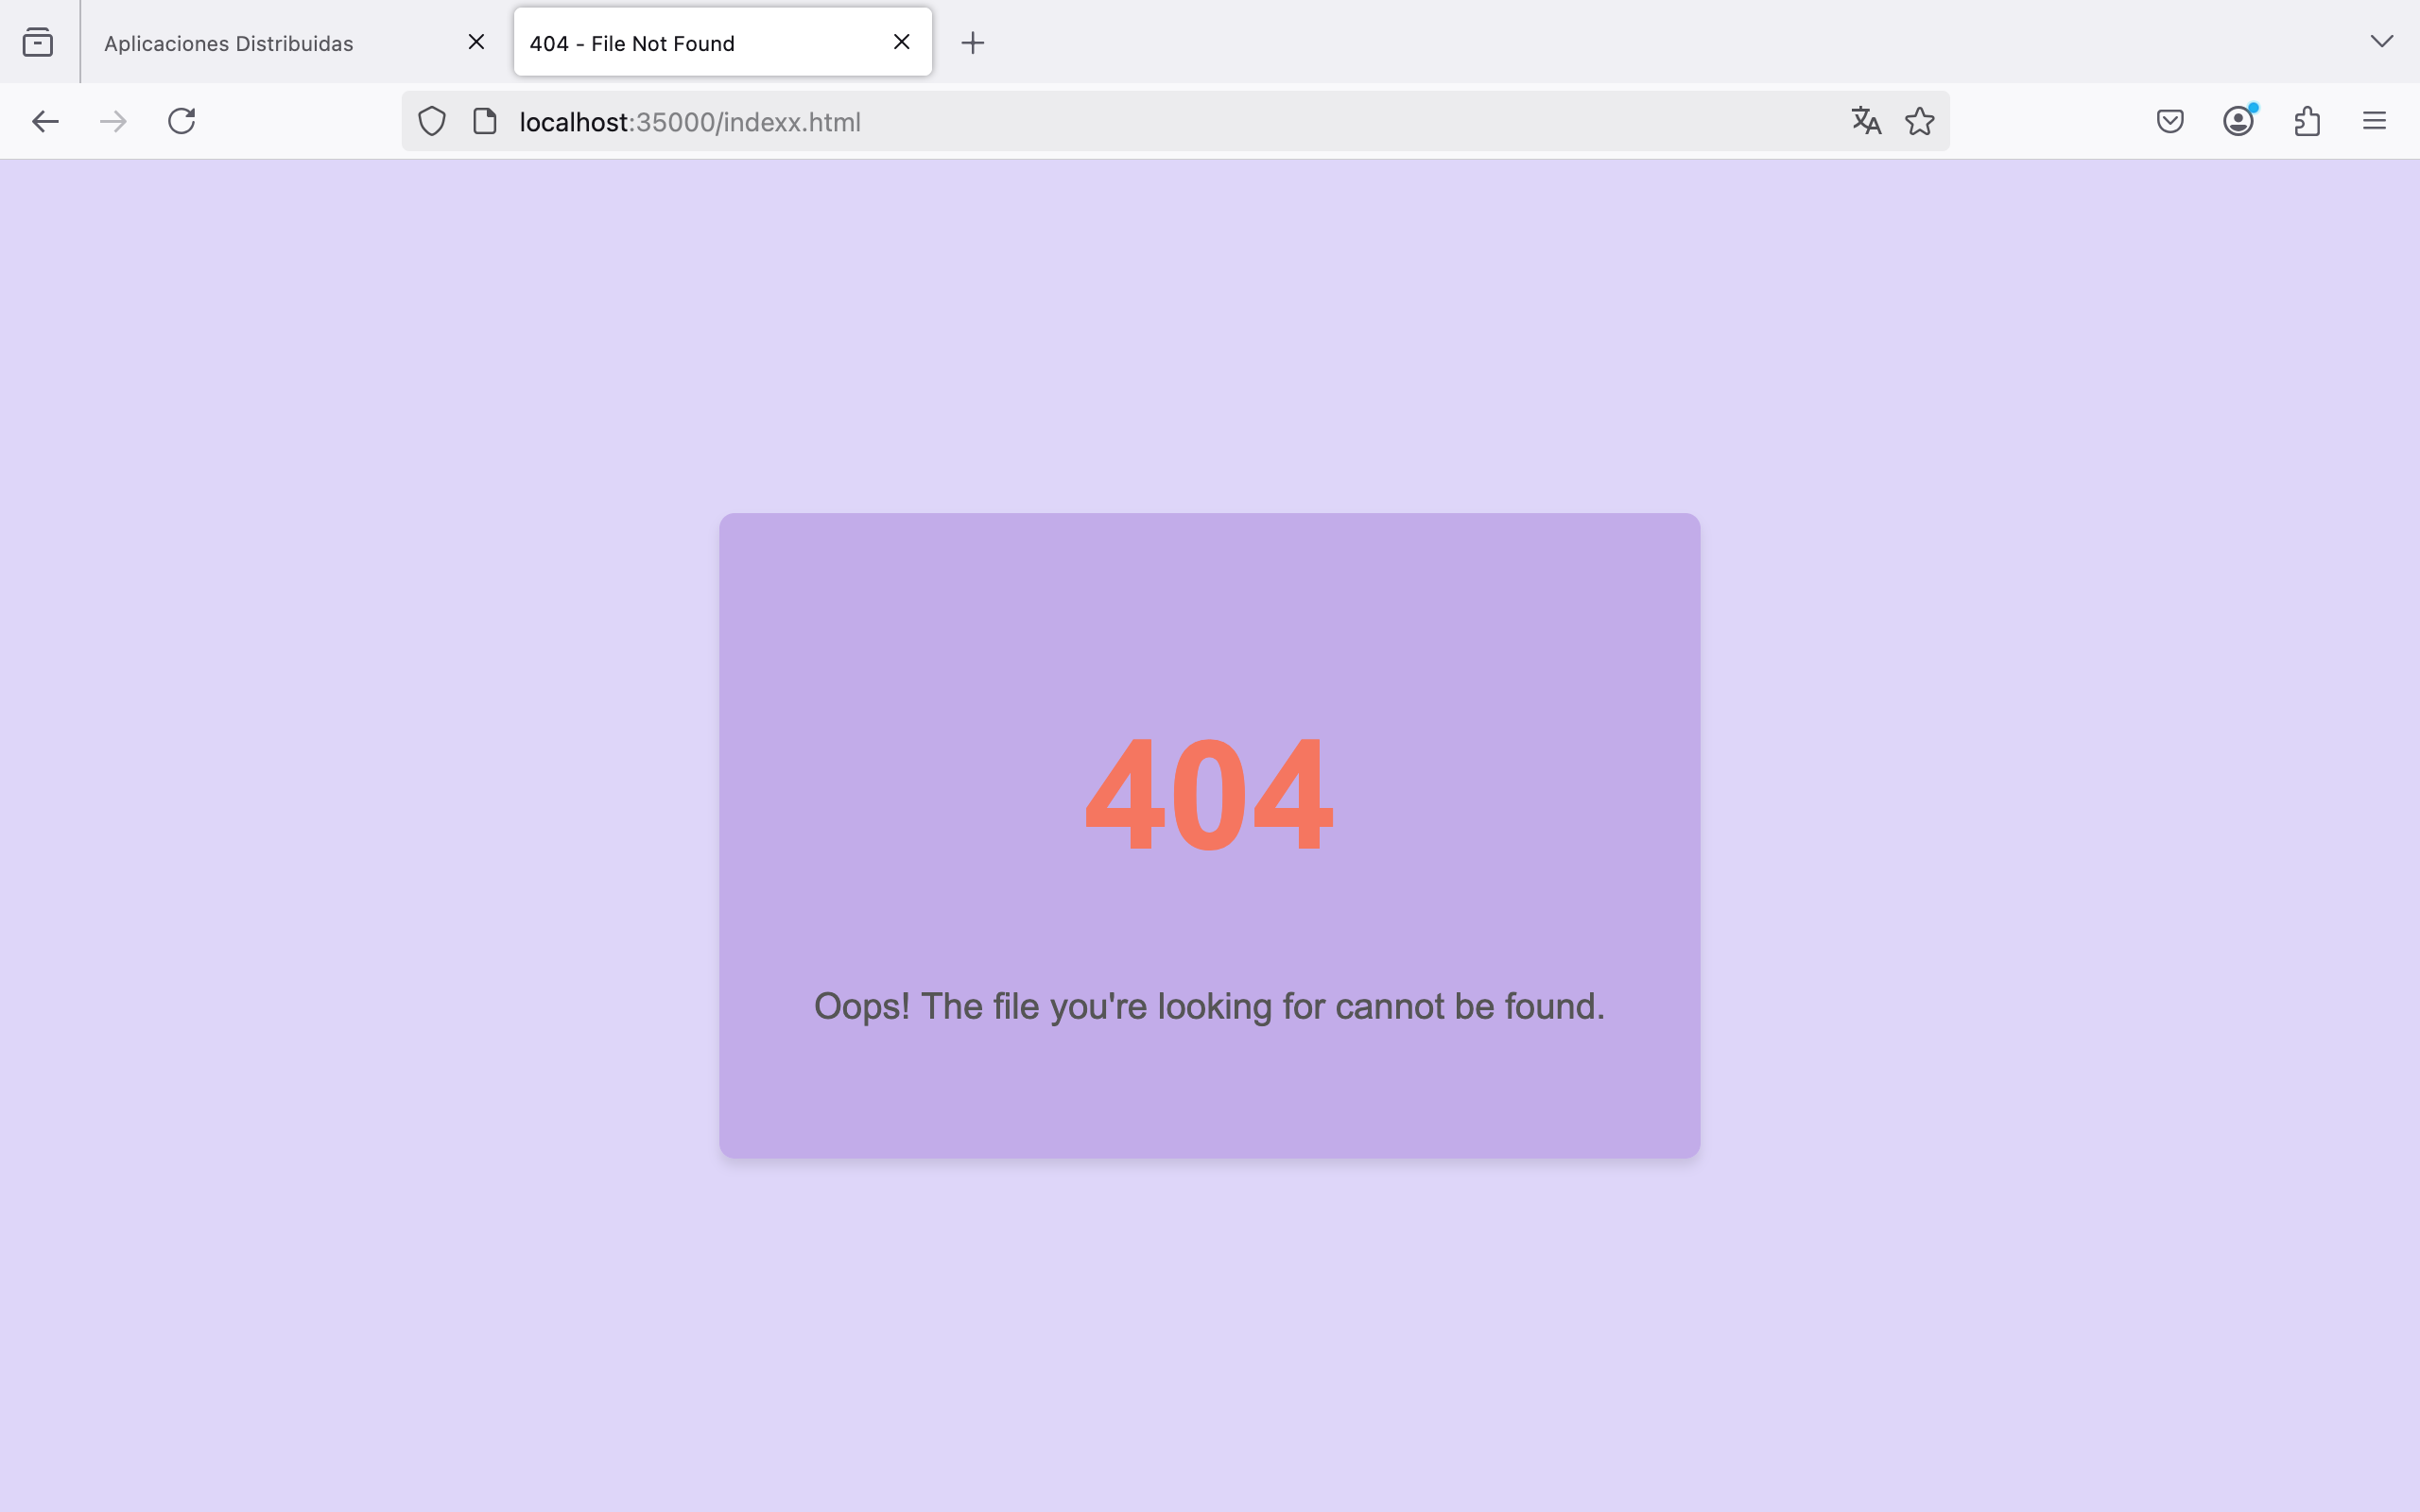 Aplicaciones Distribuidas
404 - File Not Found
localhost:35000/indexx.html
404
Oops! The file you're looking for cannot be found.